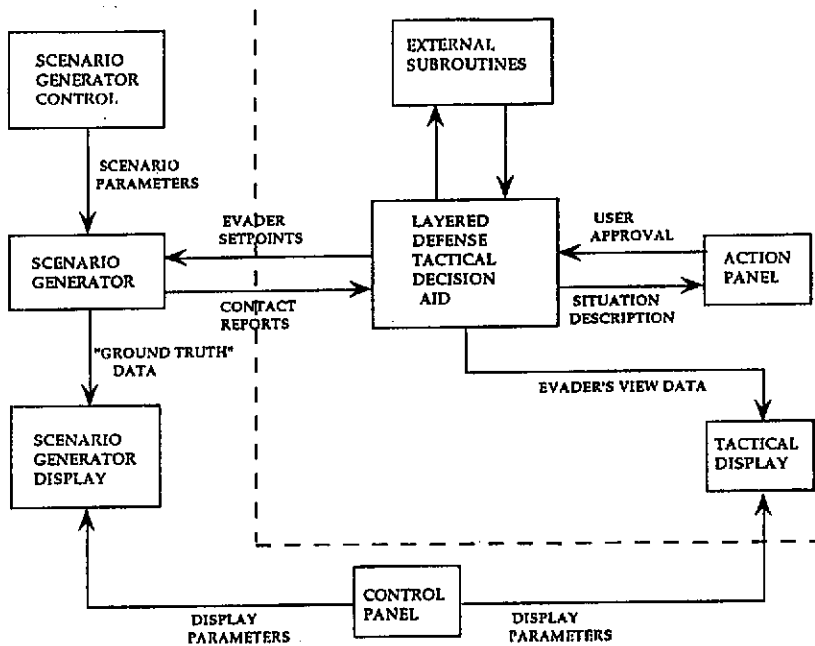 SCENARIO
GENERATOR
CONTROL
EXTERNAL
SUBROUTINES
SCENARIO
PARAMETERS
EVADER
SETPOINTS
LAYERED
DEFENSE
TACTICAL
DECISION
AID
USER
APPROVAL
SCENARIO
GENERATOR
ACTION
PANEL
CONTACT
REPORTS
SITUATION
DESCRIPTION
"GROUND TRUTH"
DATA
EVADER'S VIEW DATA
SCENARIO
GENERATOR
DISPLAY
TACTICAL
DISPLAY
CONTROL
PANEL
DISPLAY
PARAMETERS
DISPLAY
PARAMETERS